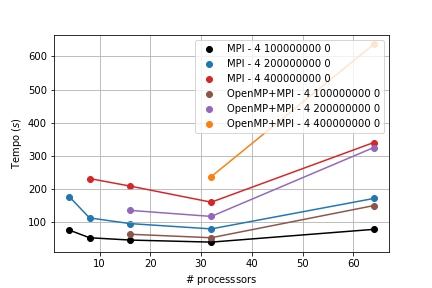 MPI - 4 100000000 0
MPI - 4 200000000 0
MPI - 4 400000000 0
OpenMP+MPI - 4 100000000 0
OpenMP+MPI - 4 200000000 0
OpenMP+MPI - 4 400000000 0
600
500
400
300
200
100
Tempo (s)
10 20 30 40 50 60
# processsors